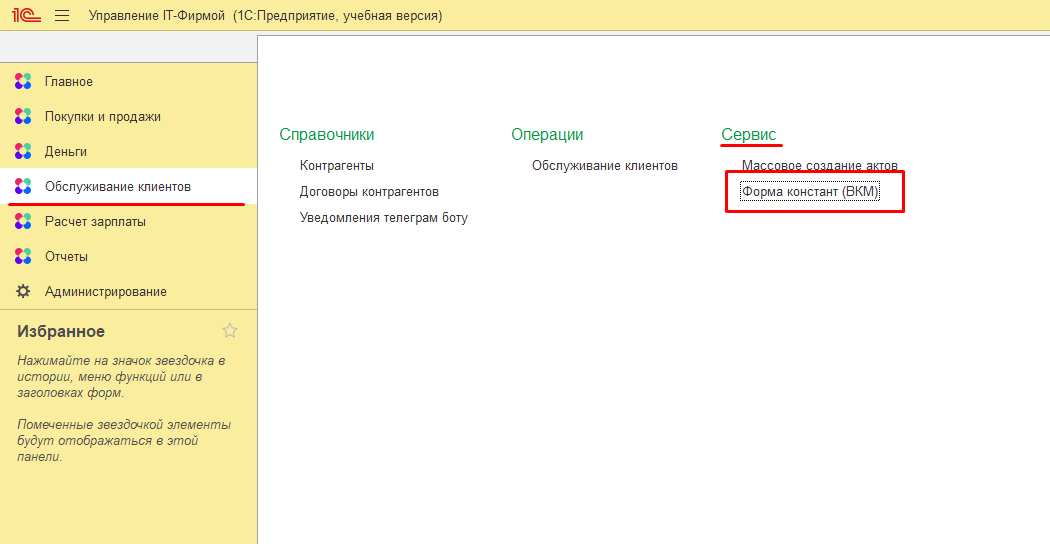 1С Управление IT-Фирмой (1С:Предприятие, учебная версия)
Главное
Покупки и продажи
Деньги
Обслуживание клиентов
Расчет зарплаты
Отчеты
Администрирование
Избранное
Нажимайте на значок звездочка в
истории, меню функций или в
заголовках форм.
Помеченные звездочкой элементы
будут отображаться в этой
панели.
Справочники
Контрагенты
Договоры контрагентов
Уведомления телеграм боту
Операции
Обслуживание клиентов
Сервис
Массовое создание актов
Форма констант (ВКМ)